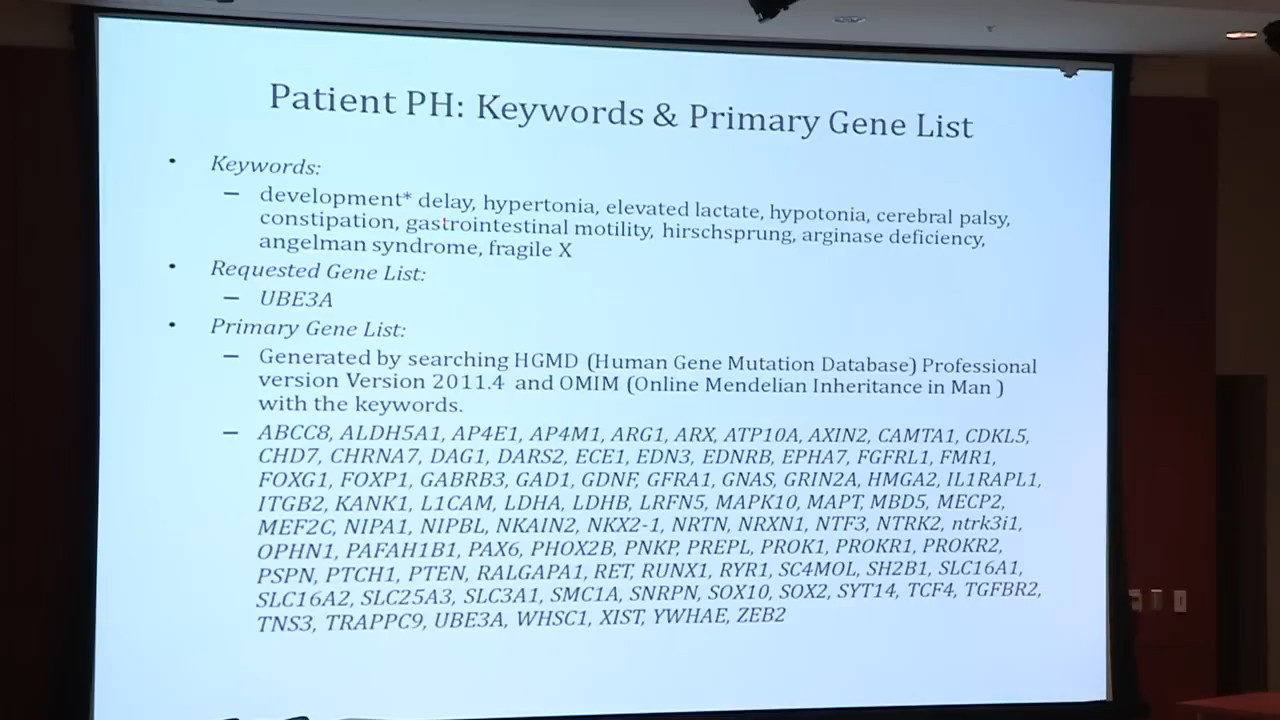 Patient PH: Keywords & Primary Gene List
• Keywords:
– development* delay, hypertonia, elevated lactate, hypotonia, cerebral palsy,
constipation, gastrointestinal motility, hirschsprung, arginase deficiency,
angelman syndrome, fragile X
• Requested Gene List:
– UBE3A
• Primary Gene List:
– Generated by searching HGMD (Human Gene Mutation Database) Professional
version Version 2011.4 and OMIM (Online Mendelian Inheritance in Man )
with the keywords.
– ABCC8, ALDH5A1, AP4E1, AP4M1, ARG1, ARX, ATP10A, AXIN2, CAMTA1, CDKL5,
CHD7, CHRNA7, DAG1, DARS2, ECE1, EDN3, EDNRB, EPHA7, FGFRL1, FMR1,
FOXG1, FOXP1, GABRB3, GAD1, GDNF, GFRA1, GNAS, GRIN2A, HMGA2, IL1RAPL1,
ITGB2, KANK1, L1CAM, LDHA, LDHB, LRFN5, MAPK10, MAPT, MBD5, MECP2,
MEF2C, NIPA1, NIPBL, NKAIN2, NKX2-1, NRTN, NRXN1, NTF3, NTRK2, ntrk3i1,
OPHN1, PAFAH1B1, PAX6, PHOX2B, PNKP, PREPL, PROK1, PROKR1, PROKR2,
PSPN, PTCH1, PTEN, RALGAPA1, RET, RUNX1, RYR1, SC4MOL, SH2B1, SLC16A1,
SLC16A2, SLC25A3, SLC3A1, SMC1A, SNRPN, SOX10, SOX2, SYT14, TCF4, TGFBR2,
TNS3, TRAPPC9, UBE3A, WHSC1, XIST, YWHAE, ZEB2